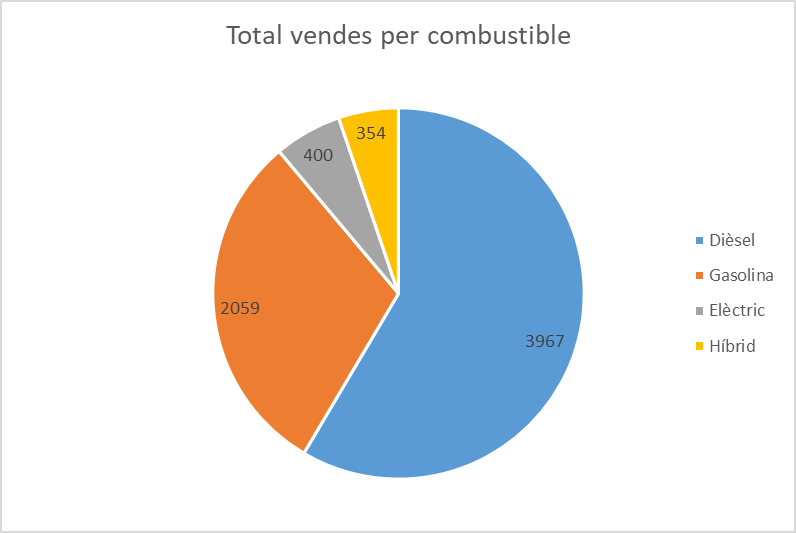 Total vendes per combustible
354
400
2059
3967
Dièsel
Gasolina
Elèctric
Híbrid